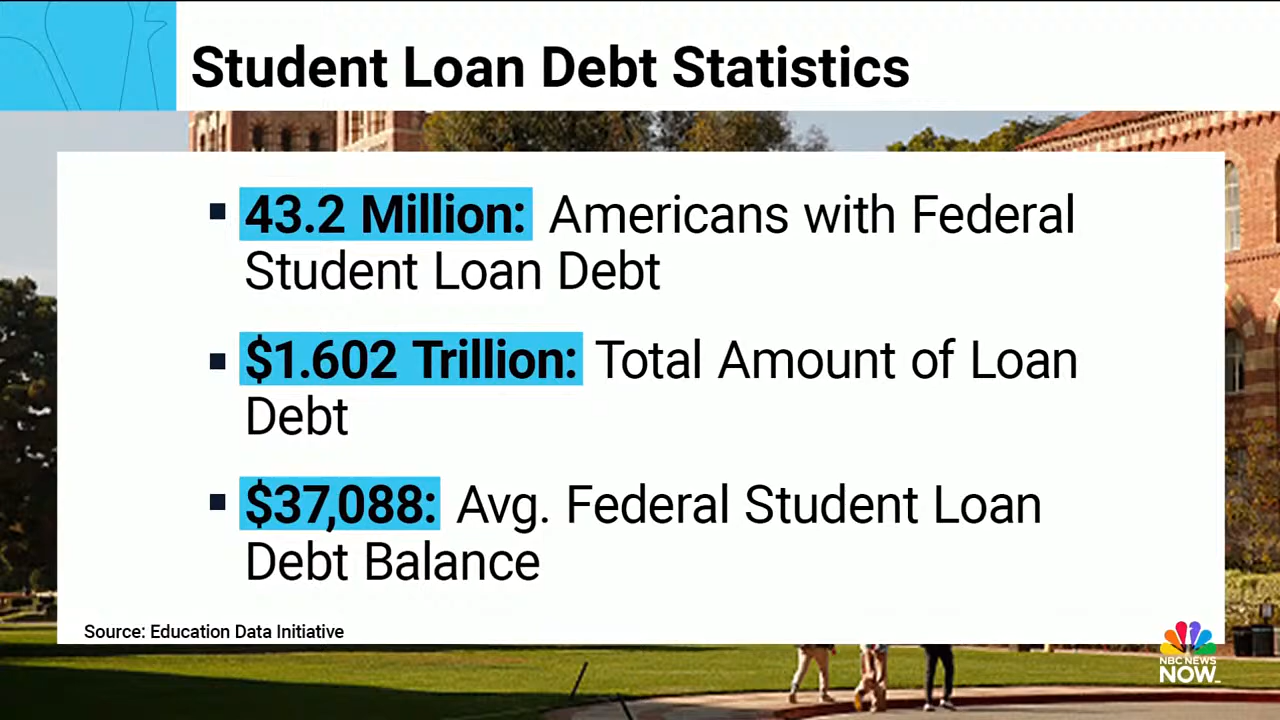 Student Loan Debt Statistics
43.2 Million: Americans with Federal
Student Loan Debt
$1.602 Trillion: Total Amount of Loan
Debt
$37,088: Avg. Federal Student Loan
Debt Balance
Source: Education Data Initiative
NBC NEWS
NOW